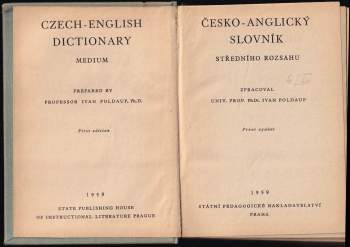 CZECH-ENGLISH
DICTIONARY
MEDIUM
PREPARED BY
PROFESSOR IVAN POLDAUF, Ph.D.
First edition
1959
STATE PUBLISHING HOUSE
OF INSTRUCTIONAL LITERATURE PRAGUE
ČESKO-ANGLICKÝ
SLOVNÍK
STŘEDNÍHO ROZSAHU
ZPRACOVAL
UNIV. PROF. PhDr. IVAN POLDAUF
První vydání
1959
STÁTNÍ PEDAGOGICKÉ NAKLADATELSTVÍ
PRAHA